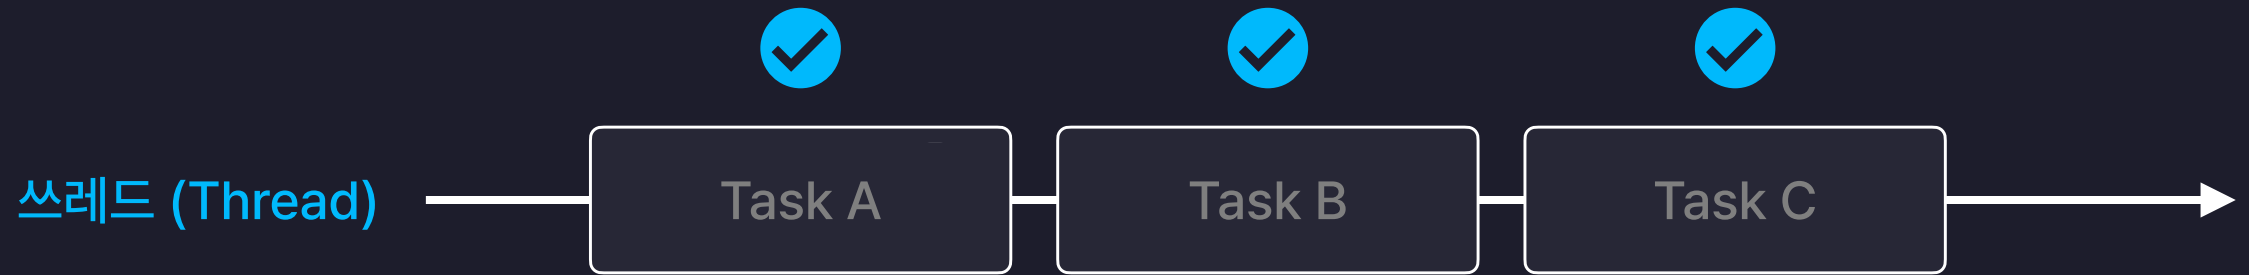 쓰레드 (Thread)
Task A
Task B
Task C